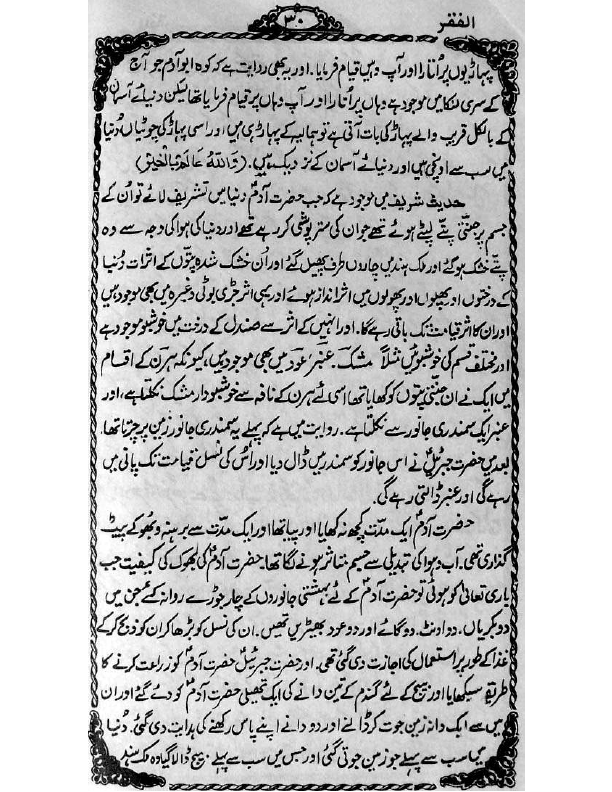 الفقر
۳۰
پہاڑیوں پر اُتارا اور آپ وہیں قیام فرمایا۔ اور یہ بھی روایت ہے کہ کوہ ابو آدم جو آج
کے سری لنکا میں موجود ہے وہاں پر اُتارا اور آپ وہاں پر قیام فرمایا تھا لیکن دنیا کے آسمان
کے بالکل قریب والے پہاڑ کی بات آتی ہے تو ہمالیہ کے پہاڑ ہی ہیں اور اسی پہاڑ کی چوٹیاں دُنیا
میں سب سے اونچی ہیں اور دنیا کے آسمان کے نزدیک ہیں۔ (وَاللهُ عَالِمُ الْغَيْب)
حدیث شریف میں موجود ہے کہ جب حضرت آدمؑ دنیا میں تشریف لائے تو اُن کے
جسم پر جنتی پتے لپٹے ہوئے تھے جو ان کی ستر پوشی کر رہے تھے اور دنیا کی ہوا کی وجہ سے وہ
پتے خشک ہو گئے اور ملک ہند میں چاروں طرف پھیل گئے اور اُن خشک شدہ پتوں کے اثرات دُنیا
کے درختوں اور پھلوں اور پھولوں میں اثر انداز ہوئے اور یہی اثر جڑی بوٹی وغیرہ میں بھی موجود ہیں
اور ان کا اثر قیامت تک باقی رہے گا۔ اور انہیں کے اثر سے صندل کے درخت میں خوشبو موجود ہے
اور مختلف قسم کی خوشبوئیں مثلاً مشک۔ عنبر عود میں بھی موجود ہیں، کیونکہ ہرن کے اقسام
میں ایک نے ان جنتی پتوں کو کھایا تھا اسی لئے ہرن کے نافہ سے خوشبو دار مشک نکلتا ہے، اور
عنبر ایک سمندری جانور سے نکلتا ہے۔ روایت میں ہے کہ پہلے یہ سمندری جانور زمین پر چرتا تھا۔
بعد میں حضرت جبرئیلؑ نے اس جانور کو سمندر میں ڈال دیا اور اُس کی نسل قیامت تک پانی میں
رہے گی اور عنبر ڈالتی رہے گی۔
حضرت آدمؑ ایک مدت کچھ نہ کھایا اور پیا تھا اور ایک مدت سے برہنہ و بھوکے پیٹ
گذاری تھی۔ آب و ہوا کی تبدیلی سے جسم متاثر ہونے لگا تھا۔ حضرت آدمؑ کی بھوک کی کیفیت جب
باری تعالیٰ کو ہوئی تو حضرت آدمؑ کے لئے بہشتی جانوروں کے چار جوڑے روانہ کئے جن میں
دو بکریاں۔ دو اونٹ۔ دو گائے اور دو عود بھیڑیں تھیں۔ ان کی نسل کو بڑھا کر ان کو ذبح کر کے
غذا کے طور پر استعمال کی اجازت دی گئی تھی۔ اور حضرت جبرئیلؑ حضرت آدمؑ کو زراعت کرنے کا
طریقہ سیکھایا اور بیج کے لئے گندم کے تین دانے کی ایک تھیلی حضرت آدمؑ کو دے گئے اور ان
میں سے ایک دانہ زمین جوت کر ڈالنے اور دو دانے اپنے پاس رکھنے کی ہدایت دی گئی۔ دُنیا
میں سب سے پہلے جو زمین جوتی گئی اور جس میں سب سے پہلے بیج ڈالا گیا وہ ملک ہند